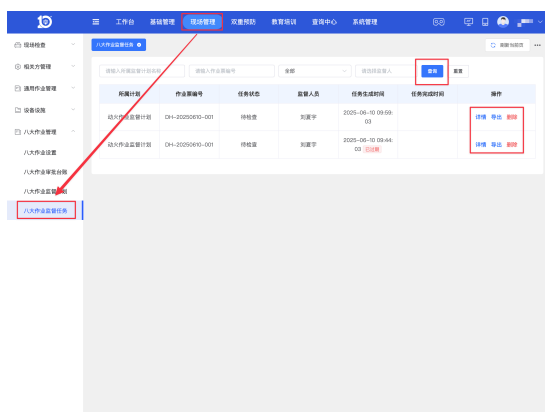 工作台 基础管理 现场管理 双重预防 教育培训 查询中心 系统管理
现场检查
八大作业监督任务
刷新当前页
相关方管理
请输入所属监督计划名称 请输入作业票编号 全部 请选择监督人 查询 重置
通用作业管理
所属计划 作业票编号 任务状态 监督人员 任务生成时间 任务完成时间 操作
设备设施
动火作业监督计划 DH-20250610-001 待检查 刘夏宇 2025-06-10 09:59:03 详情 导出 删除
八大作业管理
动火作业监督计划 DH-20250610-001 待检查 刘夏宇 2025-06-10 09:44:03 已过期 详情 导出 删除
八大作业设置
八大作业审批台账
八大作业监督计划
八大作业监督任务